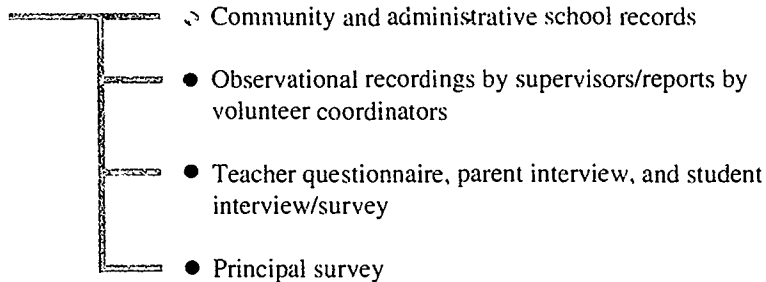 Community and administrative school records
● Observational recordings by supervisors/reports by
volunteer coordinators
● Teacher questionnaire, parent interview, and student
interview/survey
● Principal survey